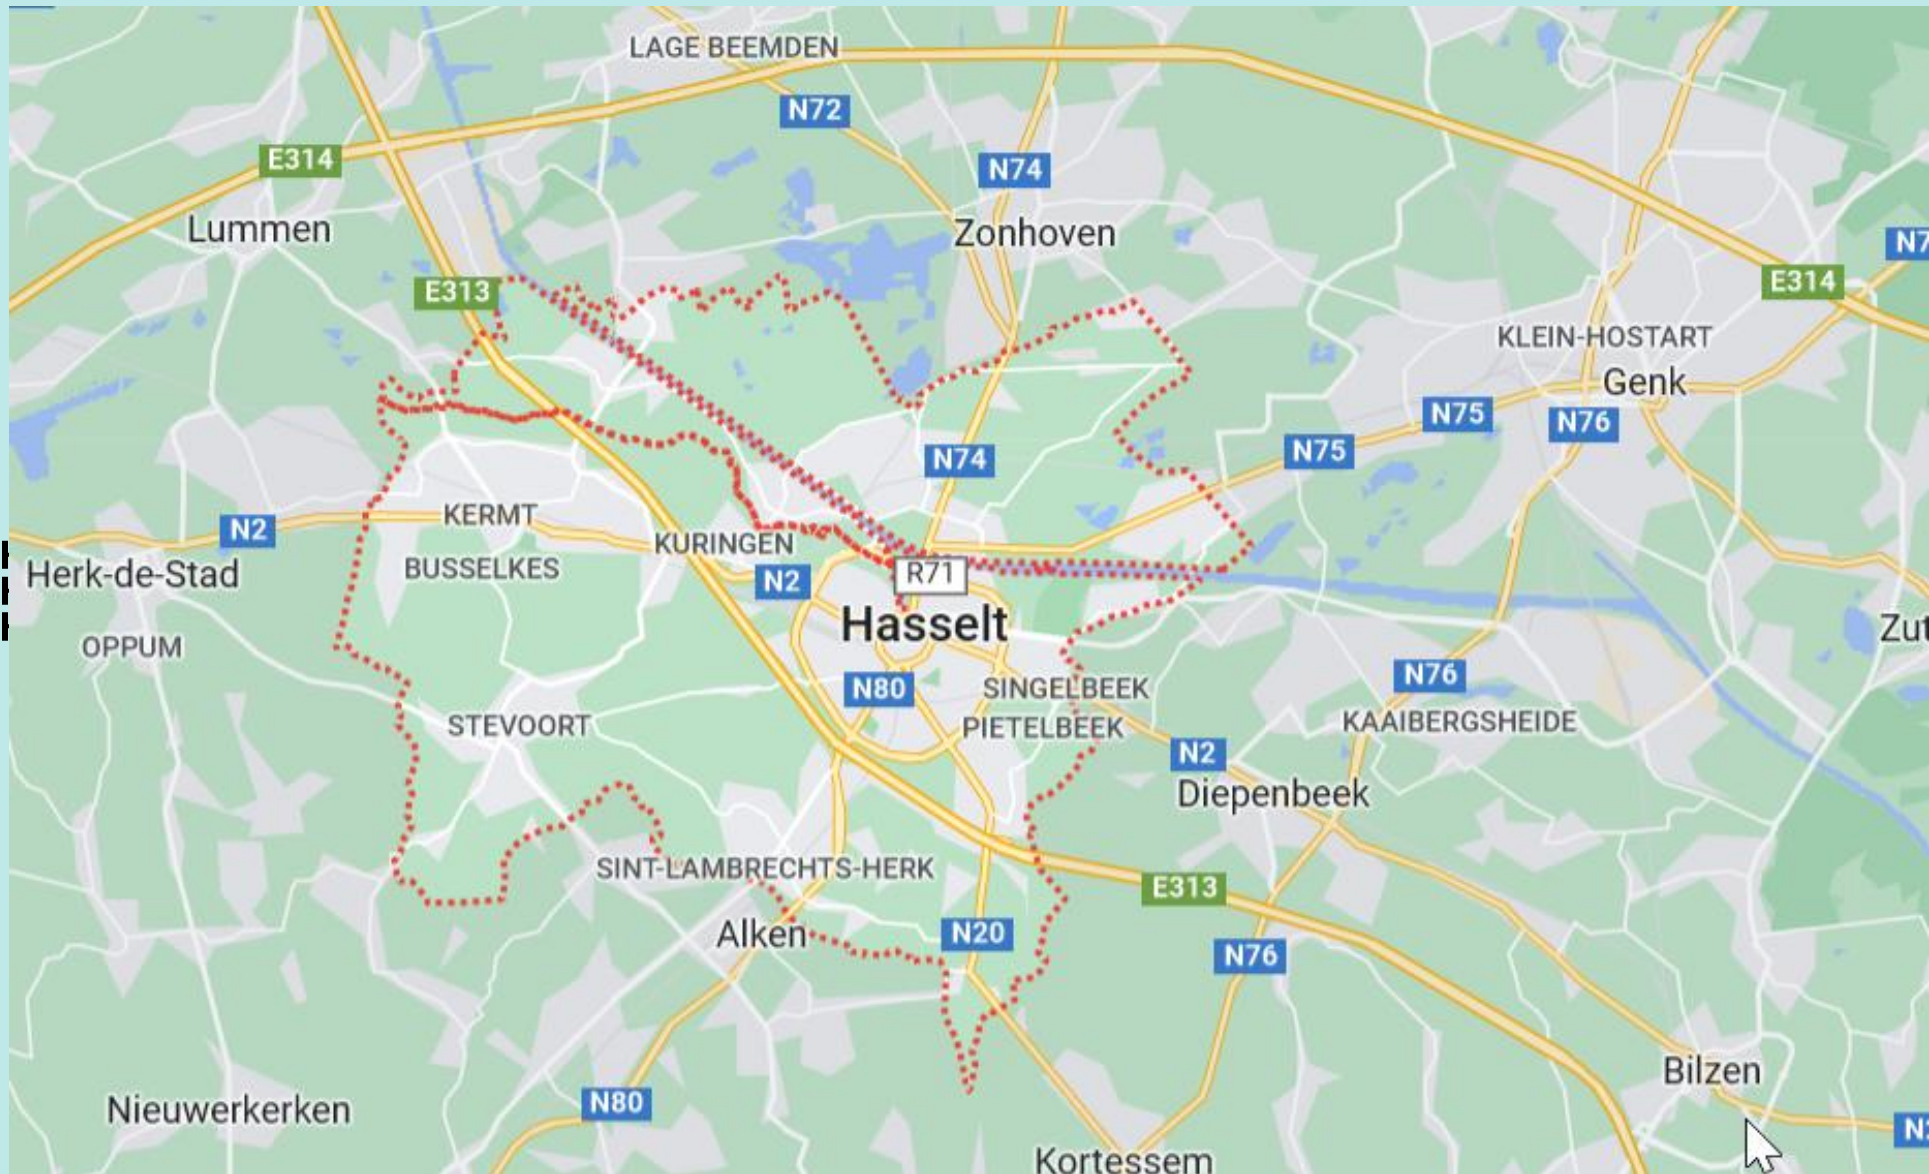 LAGE BEEMDEN
N72
E314
N74
Lummen
Zonhoven
E313
E314
KLEIN-HOSTART
Genk
N75
N76
N75
N74
KERMT
N2
KURINGEN
BUSSELKES
Herk-de-Stad
N2
R71
Hasselt
OPPUM
N76
N80
SINGELBEEK
STEVOORT
PIETELBEEK
KAAIBERGSHEIDE
N2
Diepenbeek
SINT-LAMBRECHTS-HERK
E313
Alken
N20
N76
Bilzen
Nieuwerkerken
N80
Kortessem